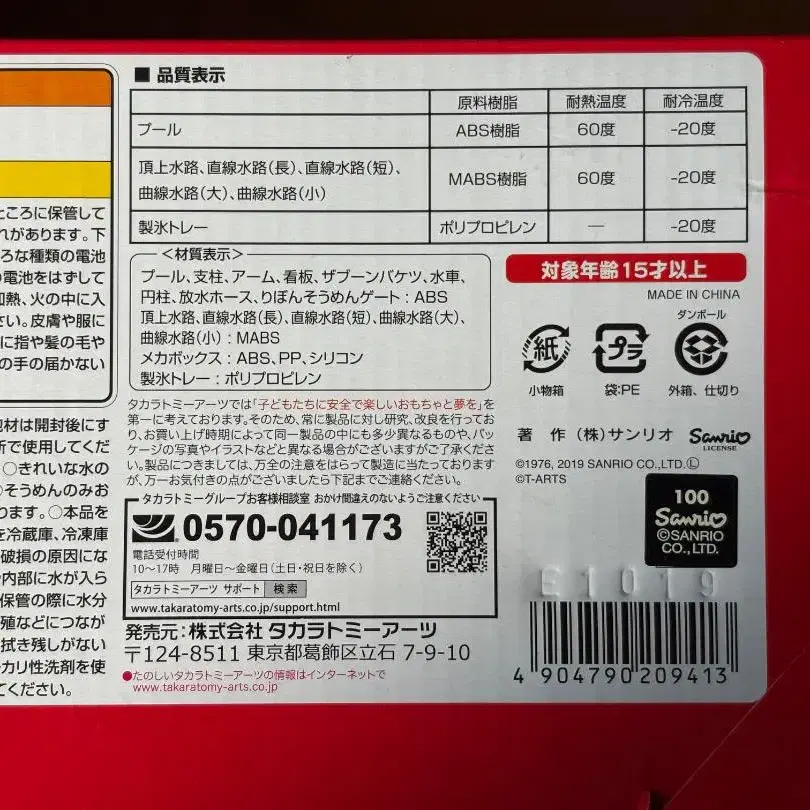 ■ 品質表示
原料樹脂 耐熱温度 耐冷温度
プール ABS樹脂 60度 -20度
頂上水路、直線水路(長)、直線水路(短)、
曲線水路(大)、曲線水路(小) MABS樹脂 60度 -20度
製氷トレー ポリプロピレン — -20度
<材質表示>
プール、支柱、アーム、看板、ザブーンバケツ、水車、
円柱、放水ホース、りぼんそうめんゲート:ABS
頂上水路、直線水路(長)、直線水路(短)、曲線水路(大)、
曲線水路(小):MABS
メカボックス:ABS、PP、シリコン
製氷トレー:ポリプロピレン
対象年齢15才以上
MADE IN CHINA
紙
小物箱
プラ
袋:PE
ダンボール
外箱、仕切り
タカラトミーアーツでは「子どもたちに安全で楽しいおもちゃと夢を」を
第一に考えております。そのため、常に製品に対し研究、改良を行ってお
り、お買い上げ時期によって同一製品の中にも多少異なるものや、パッ
ケージの写真やイラストなどと異なる場合がございますがご了承くださ
い。製品につきましては、万全の注意をはらって製造に当たっております
が、万一お気付きの点がございましたら下記までご連絡ください。
著 作 (株)サンリオ Sanrio LICENSE
©1976, 2019 SANRIO CO.,LTD.Ⓛ
©T-ARTS
100
Sanrio
©SANRIO
CO.,LTD.
タカラトミーグループお客様相談室 おかけ間違えのないようご注意ください
0570-041173
電話受付時間
10〜17時 月曜日〜金曜日(土日・祝日を除く)
タカラトミーアーツ サポート 検索
www.takaratomy-arts.co.jp/support.html
発売元:株式会社 タカラトミーアーツ
〒124-8511 東京都葛飾区立石 7-9-10
●たのしいタカラトミーアーツの情報はインターネットで
www.takaratomy-arts.co.jp
E1019
4 904790 209413
ところに保管して
れがあります。下
ろな種類の電池
の電池をはずして
加熱、火の中に入
さい。皮膚や服に
に指や髪の毛や
の手の届かない
包材は開封後にす
所で使用してくだ
○きれいな水の
○そうめんのみお
ります。○本品を
を冷蔵庫、冷凍庫
破損の原因にな
や内部に水が入ら
保管の際に水分
殖などにつなが
拭き残しがない
カリ性洗剤を使
てください。